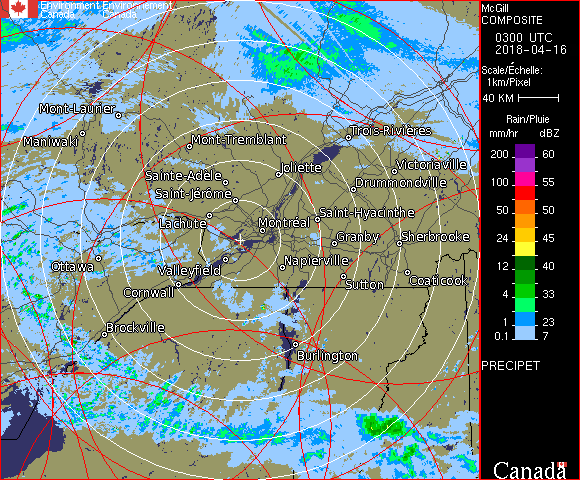 Environment Environnement
Canada Canada
McGill
COMPOSITE
0300 UTC
2018-04-16
Scale/Échelle:
1km/Pixel
40 KM
Rain/Pluie
mm/hr dBZ
200 60
100 55
50 50
24 45
12 40
4 33
1 23
0.1 7
PRECIPET
Canada
Mont-Laurier
Maniwaki
Mont-Tremblant
Trois-Rivières
Joliette
Victoriaville
Sainte-Adèle
Drummondville
Saint-Jérôme
Saint-Hyacinthe
Lachute
Montréal
Granby
Sherbrooke
Ottawa
Valleyfield
Napierville
Cornwall
Sutton
Coaticook
Brockville
Burlington